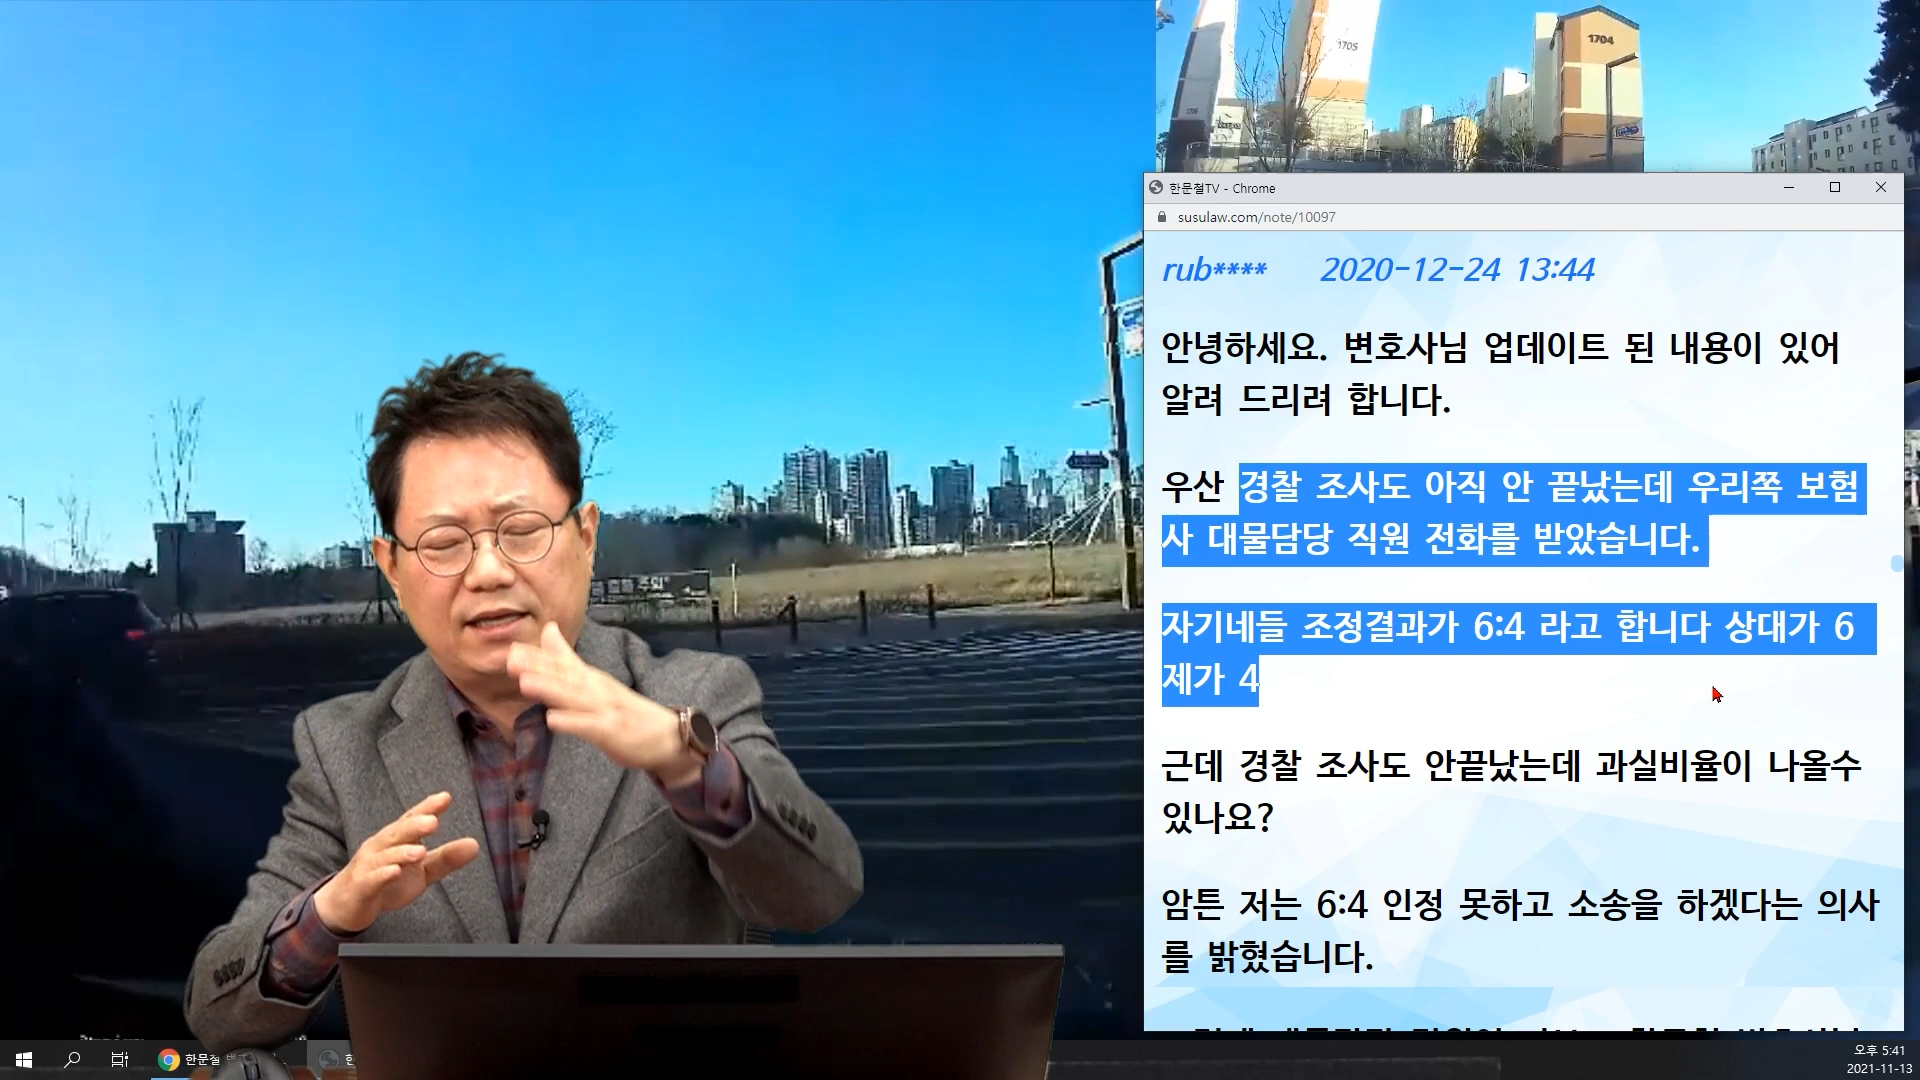 1705
1704
한문철TV - Chrome
susulaw.com/note/10097
rub**** 2020-12-24 13:44
안녕하세요. 변호사님 업데이트 된 내용이 있어
알려 드리려 합니다.
우산 경찰 조사도 아직 안 끝났는데 우리쪽 보험
사 대물담당 직원 전화를 받았습니다.
자기네들 조정결과가 6:4 라고 합니다 상대가 6
제가 4
근데 경찰 조사도 안끝났는데 과실비율이 나올수
있나요?
암튼 저는 6:4 인정 못하고 소송을 하겠다는 의사
를 밝혔습니다.
한문철
한
오후 5:41
2021-11-13